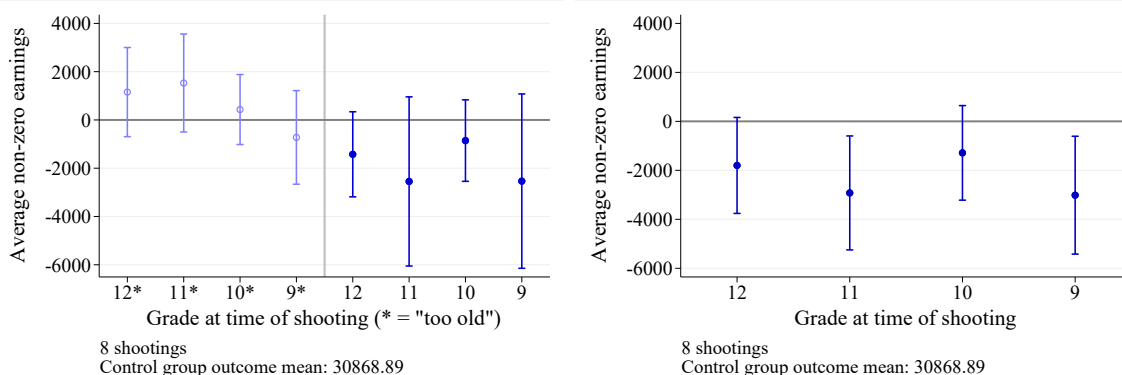 Average non-zero earnings
4000
2000
0
-2000
-4000
-6000
12* 11* 10* 9* 12 11 10 9
Grade at time of shooting (* = "too old")
8 shootings
Control group outcome mean: 30868.89
Average non-zero earnings
4000
2000
0
-2000
-4000
-6000
12 11 10 9
Grade at time of shooting
8 shootings
Control group outcome mean: 30868.89